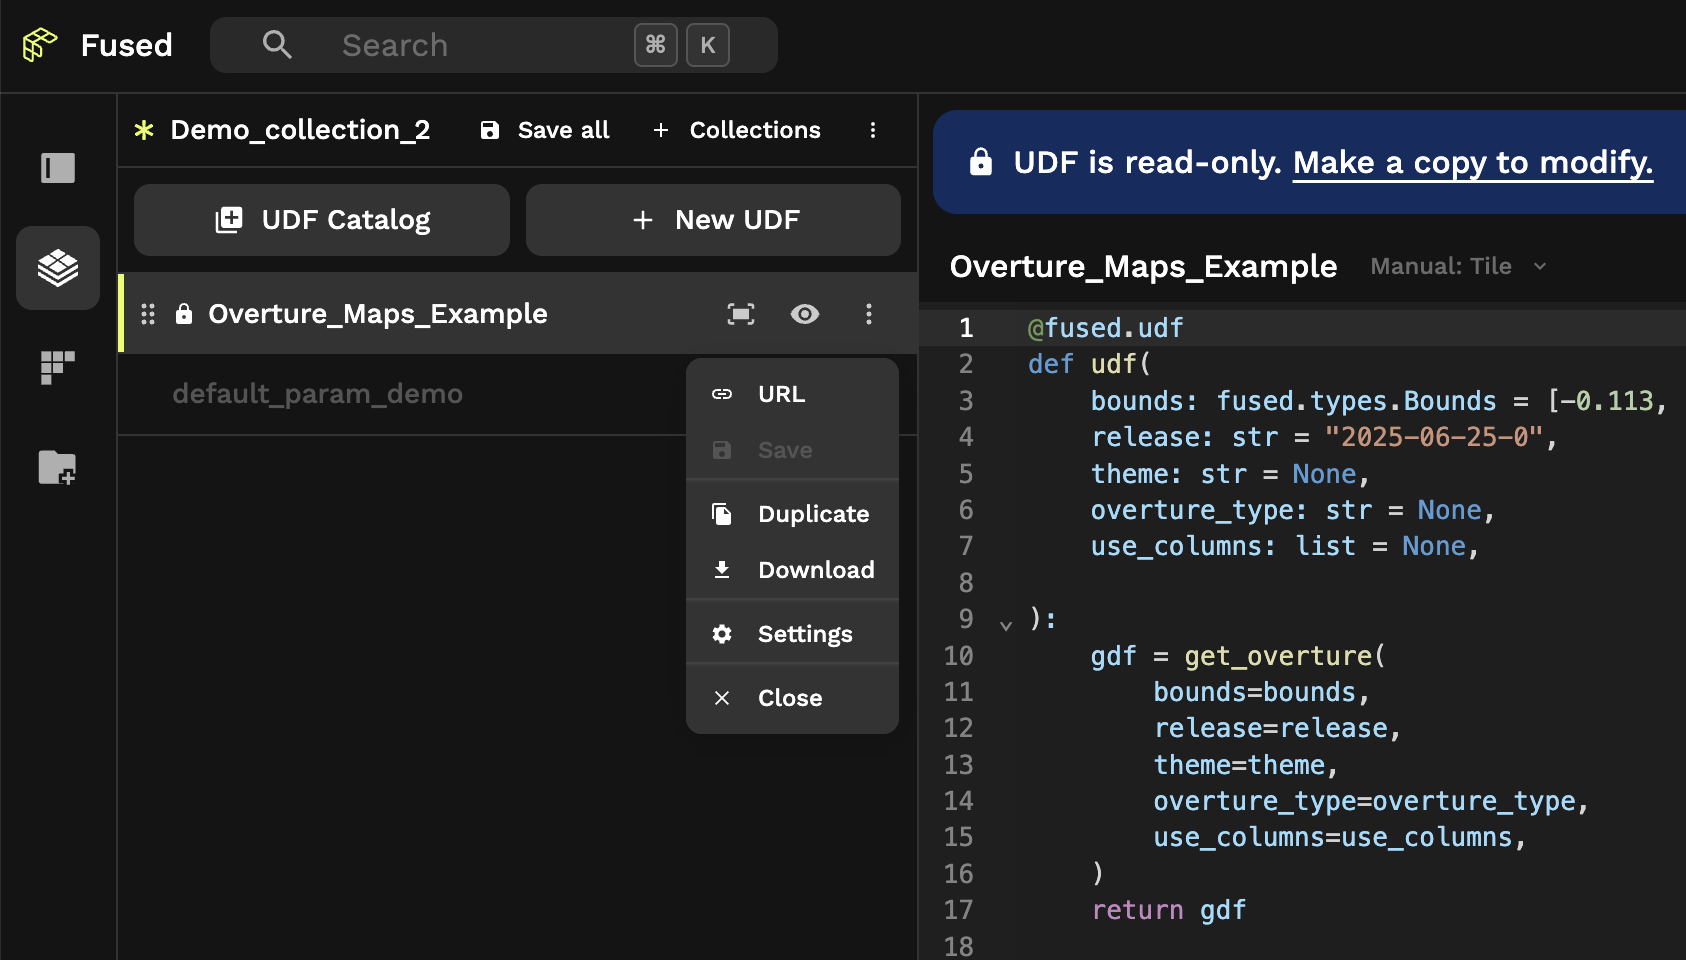 Fused
Search
⌘ K
* Demo_collection_2
Save all
+ Collections
UDF Catalog
+ New UDF
Overture_Maps_Example
default_param_demo
URL
Save
Duplicate
Download
Settings
Close
UDF is read-only. Make a copy to modify.
Overture_Maps_Example Manual: Tile
1 @fused.udf
2 def udf(
3     bounds: fused.types.Bounds = [-0.113,
4     release: str = "2025-06-25-0",
5     theme: str = None,
6     overture_type: str = None,
7     use_columns: list = None,
8
9 ):
10     gdf = get_overture(
11         bounds=bounds,
12         release=release,
13         theme=theme,
14         overture_type=overture_type,
15         use_columns=use_columns,
16     )
17     return gdf
18